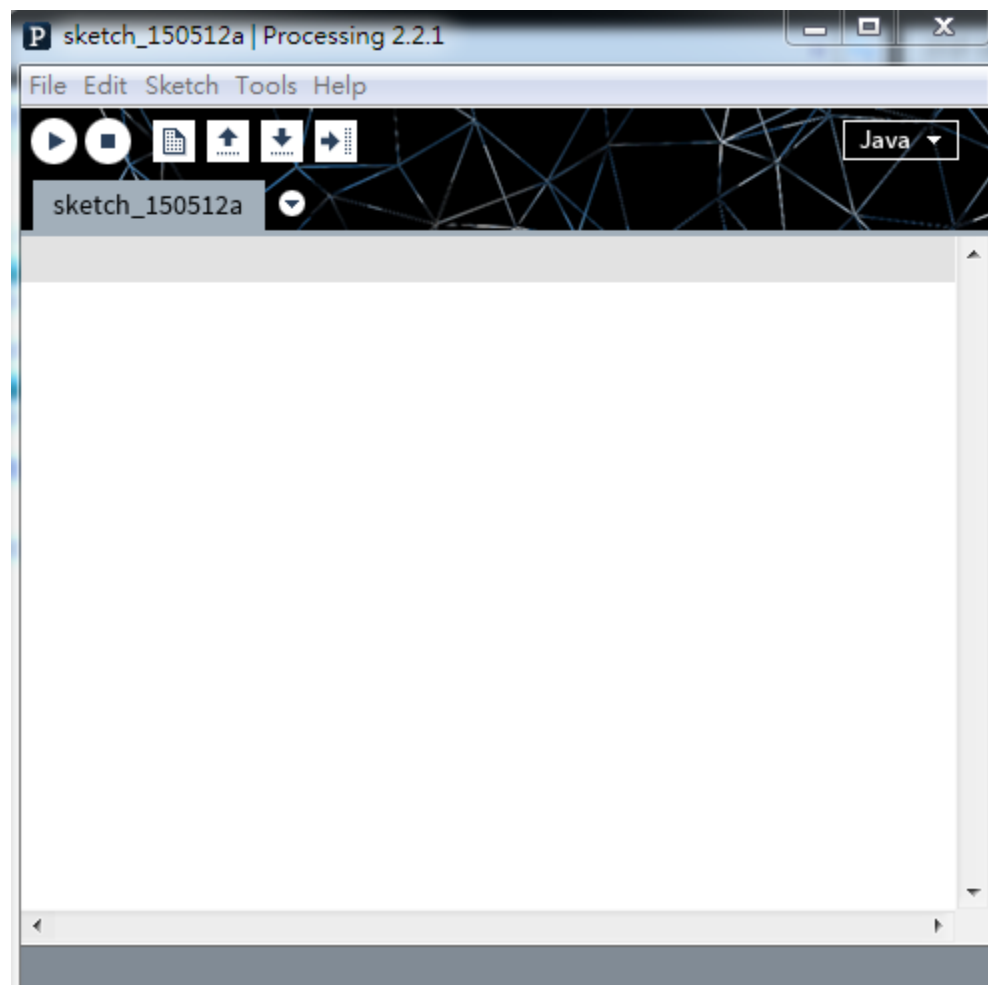 P sketch_150512a | Processing 2.2.1
File Edit Sketch Tools Help
Java
sketch_150512a